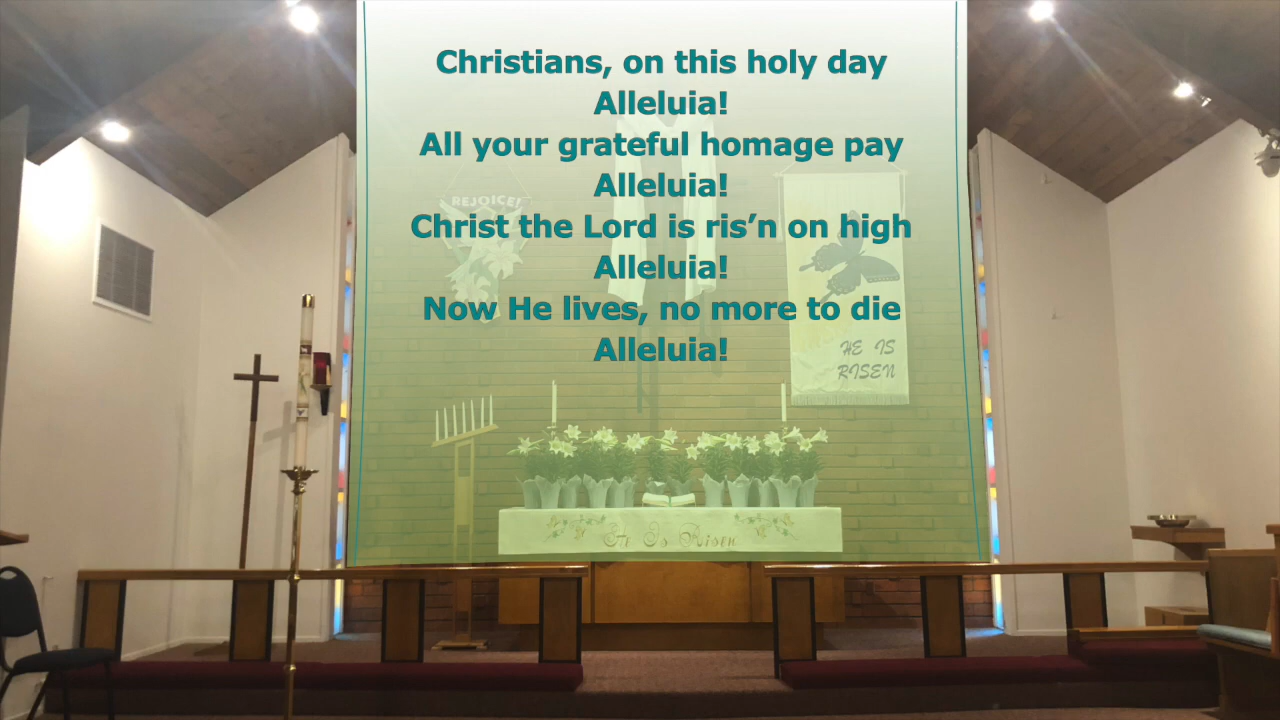 Christians, on this holy day
Alleluia!
All your grateful homage pay
Alleluia!
REJOICE!
Christ the Lord is ris’n on high
Alleluia!
Now He lives, no more to die
Alleluia!
HE IS
RISEN
He Is Risen